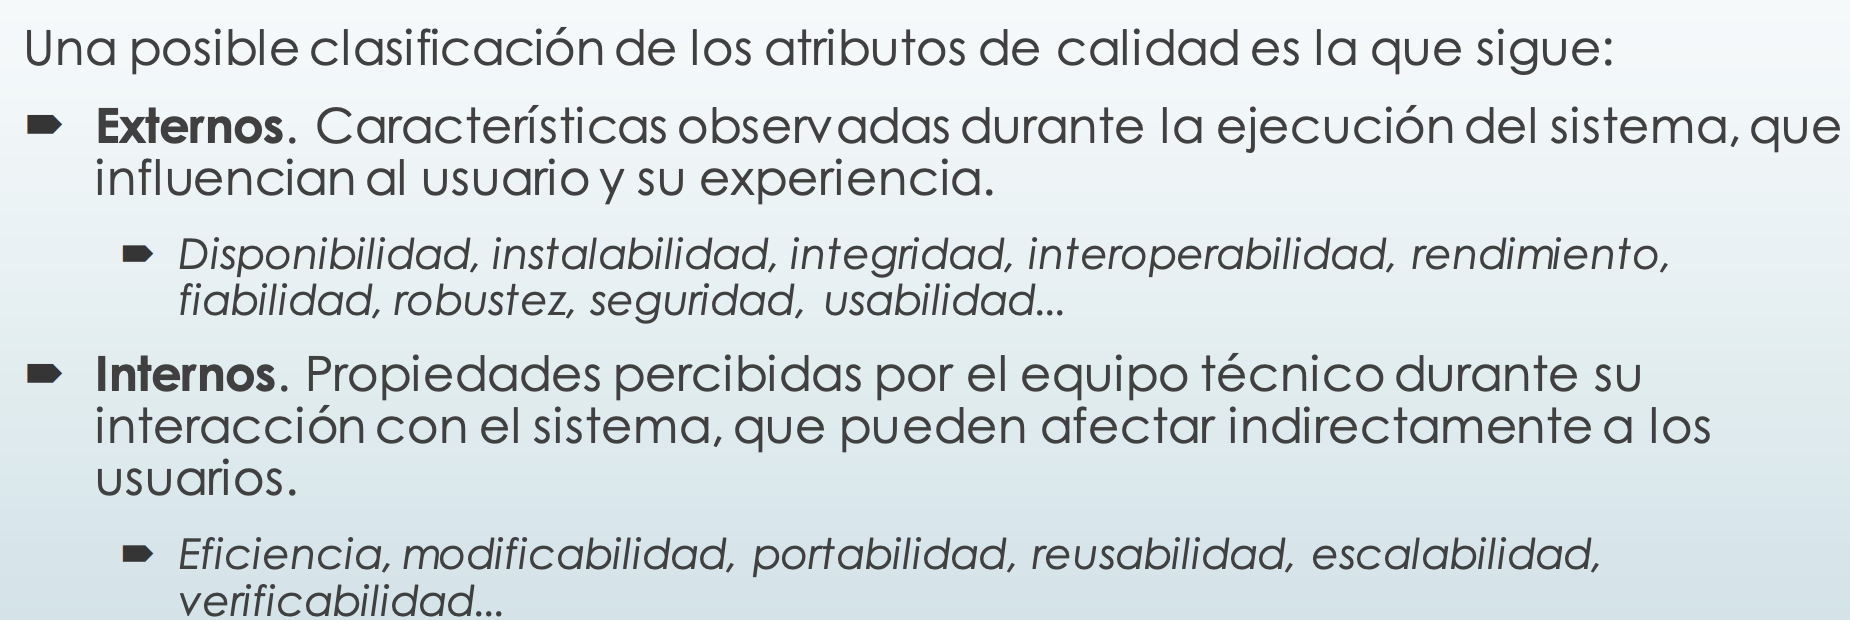 Una posible clasificación de los atributos de calidad es la que sigue:
Externos. Características observadas durante la ejecución del sistema, que
influencian al usuario y su experiencia.
Disponibilidad, instalabilidad, integridad, interoperabilidad, rendimiento,
fiabilidad, robustez, seguridad, usabilidad...
Internos. Propiedades percibidas por el equipo técnico durante su
interacción con el sistema, que pueden afectar indirectamente a los
usuarios.
Eficiencia, modificabilidad, portabilidad, reusabilidad, escalabilidad,
verificabilidad...